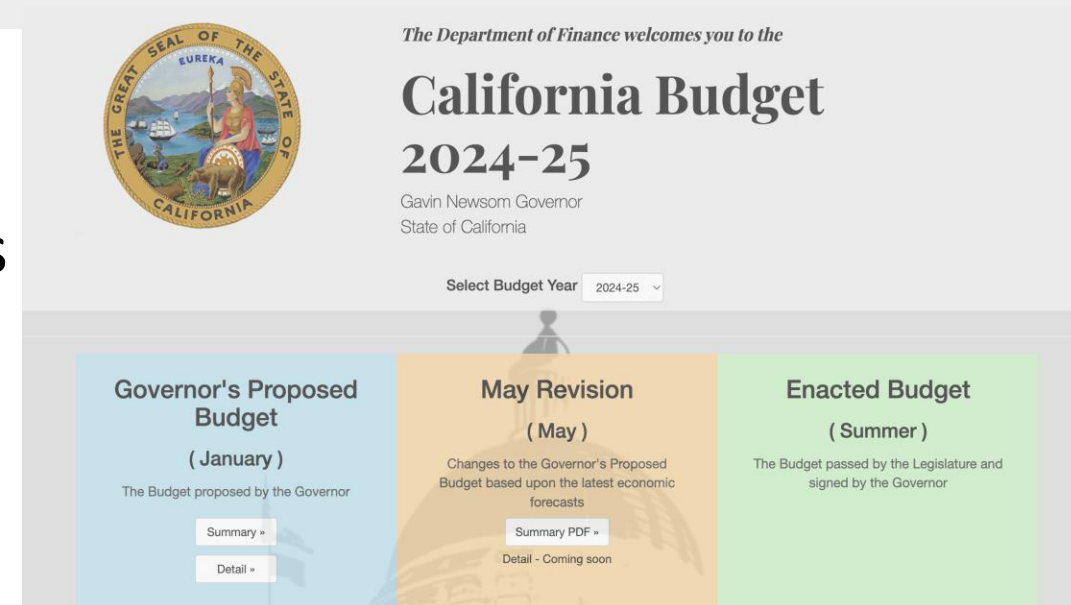 THE GREAT SEAL OF THE STATE OF CALIFORNIA
EUREKA
The Department of Finance welcomes you to the
California Budget
2024-25
Gavin Newsom Governor
State of California
s
Select Budget Year 2024-25
Governor's Proposed
Budget
( January )
The Budget proposed by the Governor
Summary »
Detail »
May Revision
( May )
Changes to the Governor's Proposed
Budget based upon the latest economic
forecasts
Summary PDF »
Detail - Coming soon
Enacted Budget
( Summer )
The Budget passed by the Legislature and
signed by the Governor